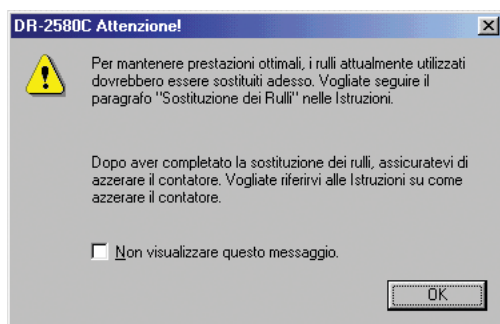 DR-2580C Attenzione!
Per mantenere prestazioni ottimali, i rulli attualmente utilizzati
dovrebbero essere sostituiti adesso. Vogliate seguire il
paragrafo "Sostituzione dei Rulli" nelle Istruzioni.
Dopo aver completato la sostituzione dei rulli, assicuratevi di
azzerare il contatore. Vogliate riferirvi alle Istruzioni su come
azzerare il contatore.
Non visualizzare questo messaggio.
OK